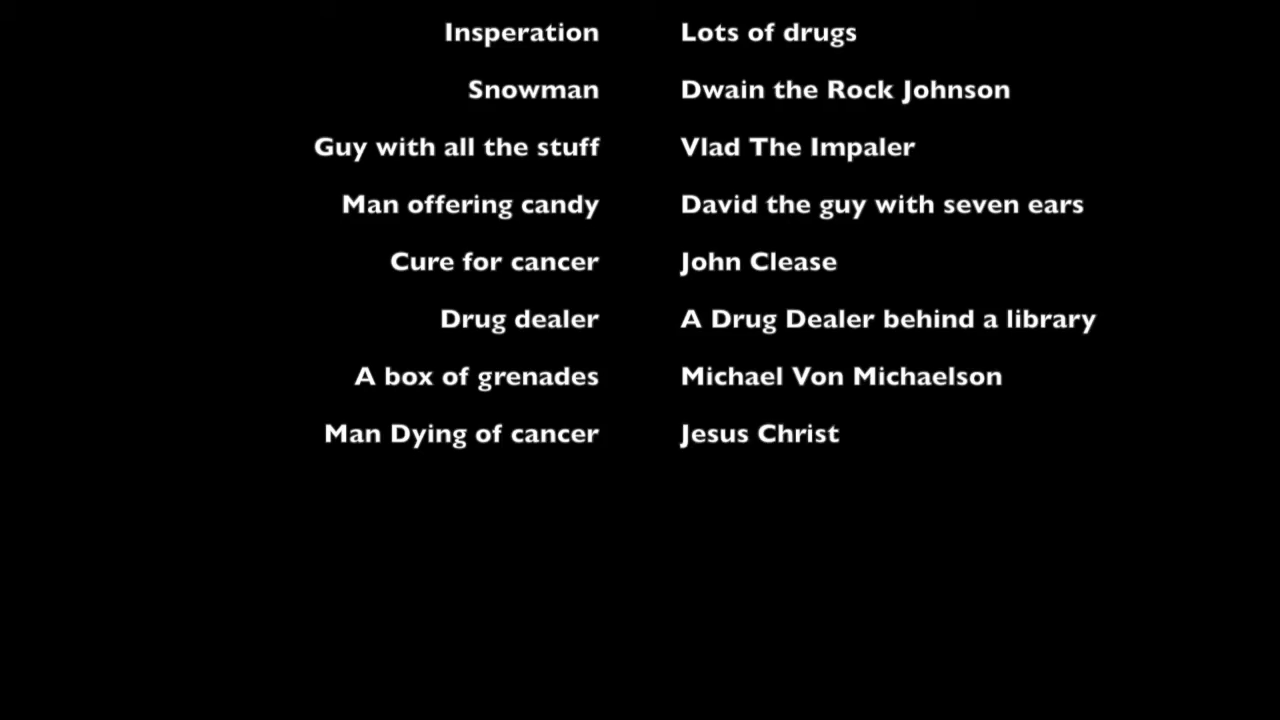 Insperation Lots of drugs
Snowman Dwain the Rock Johnson
Guy with all the stuff Vlad The Impaler
Man offering candy David the guy with seven ears
Cure for cancer John Clease
Drug dealer A Drug Dealer behind a library
A box of grenades Michael Von Michaelson
Man Dying of cancer Jesus Christ